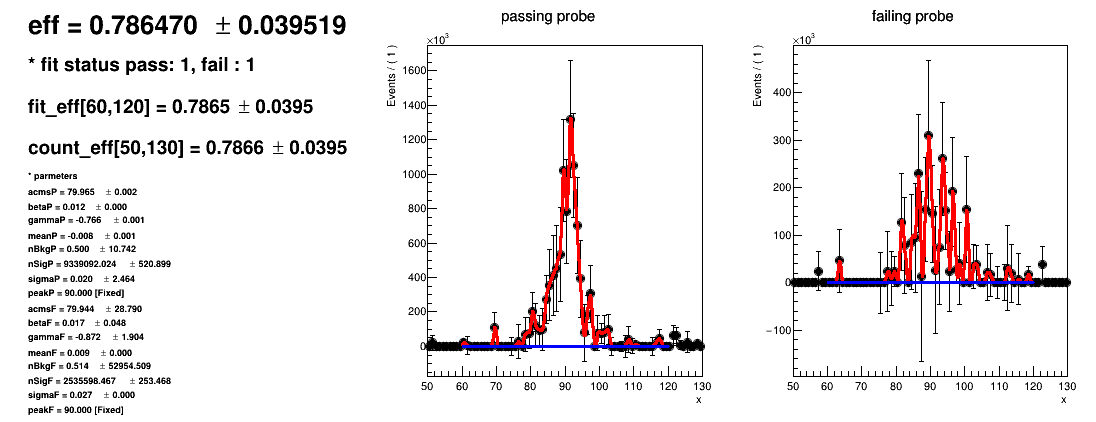 eff = 0.786470 ± 0.039519
* fit status pass: 1, fail : 1
fit_eff[60,120] = 0.7865 ± 0.0395
count_eff[50,130] = 0.7866 ± 0.0395
* parmeters
acmsP = 79.965 ± 0.002
betaP = 0.012 ± 0.000
gammaP = -0.766 ± 0.001
meanP = -0.008 ± 0.001
nBkgP = 0.500 ± 10.742
nSigP = 9339092.024 ± 520.899
sigmaP = 0.020 ± 2.464
peakP = 90.000 [Fixed]
acmsF = 79.944 ± 28.790
betaF = 0.017 ± 0.048
gammaF = -0.872 ± 1.904
meanF = 0.009 ± 0.000
nBkgF = 0.514 ± 52954.509
nSigF = 2535598.467 ± 253.468
sigmaF = 0.027 ± 0.000
peakF = 90.000 [Fixed]
passing probe
×10³
Events / ( 1 )
1600
1400
1200
1000
800
600
400
200
0
50 60 70 80 90 100 110 120 130
x
failing probe
×10³
Events / ( 1 )
400
300
200
100
0
−100
50 60 70 80 90 100 110 120 130
x